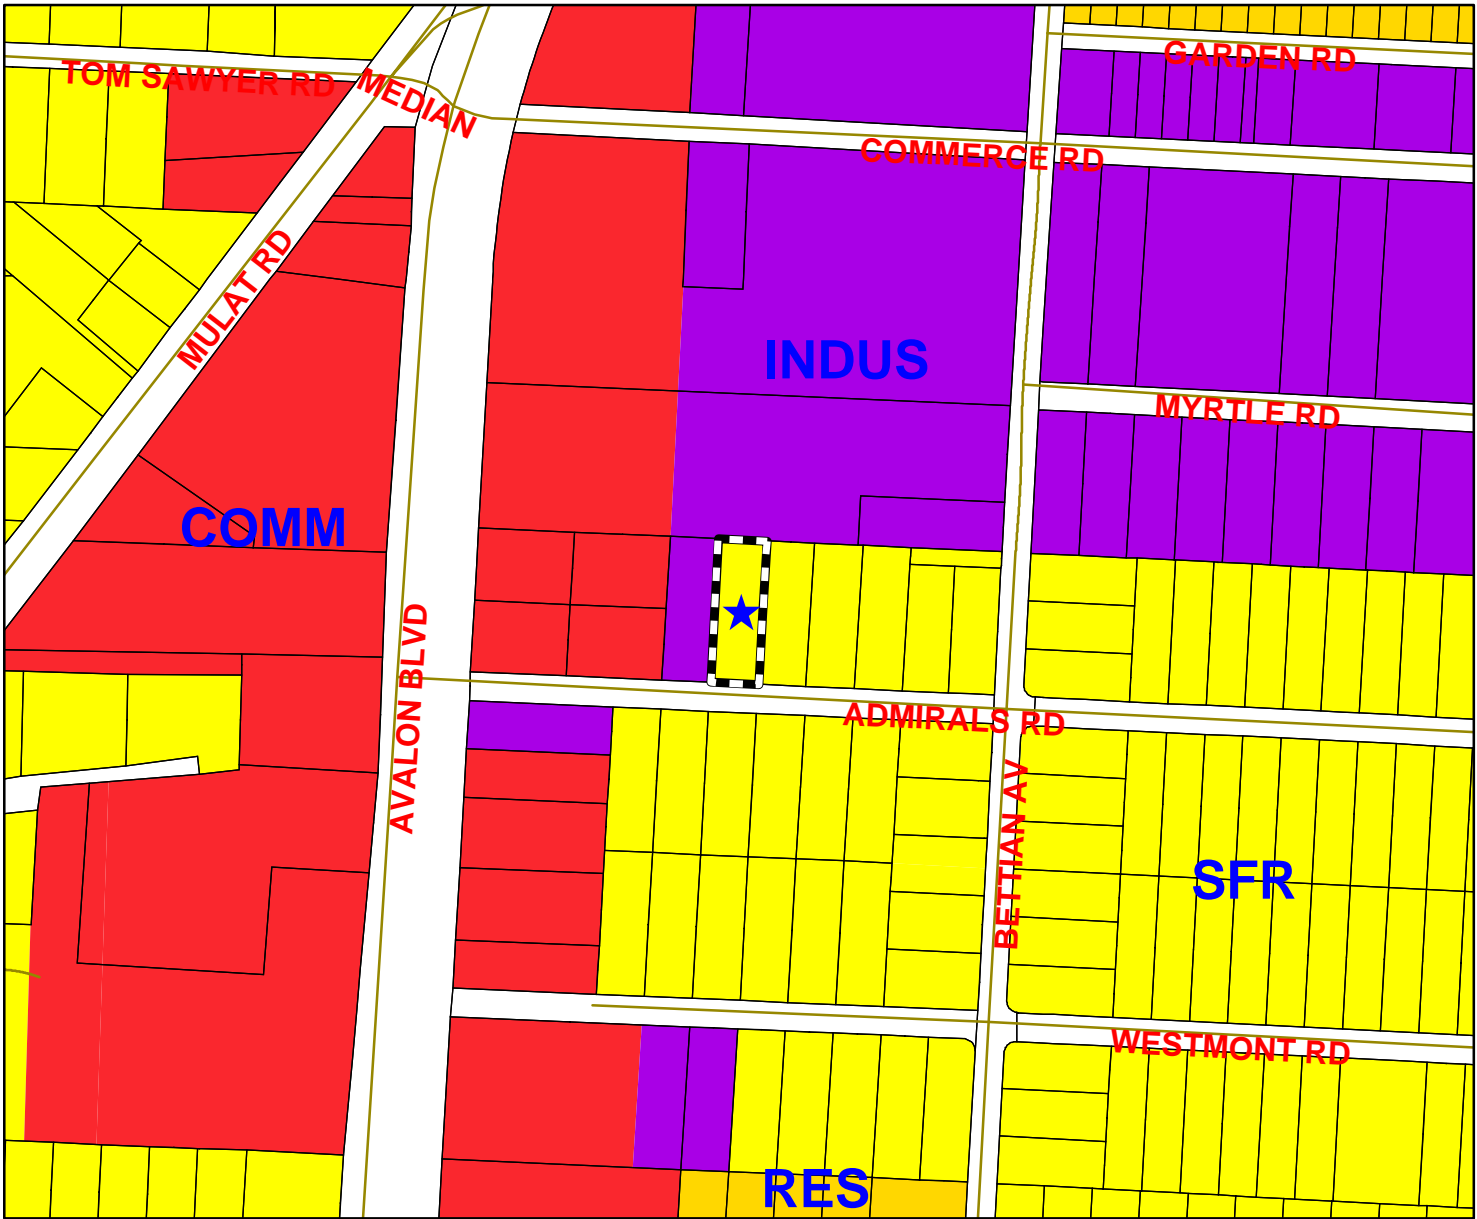 GARDEN RD
TOM SAWYER RD
MEDIAN
COMMERCE RD
MULAT RD
INDUS
MYRTLE RD
COMM
AVALON BLVD
ADMIRALS RD
BETTIAN AV
SFR
WESTMONT RD
RES